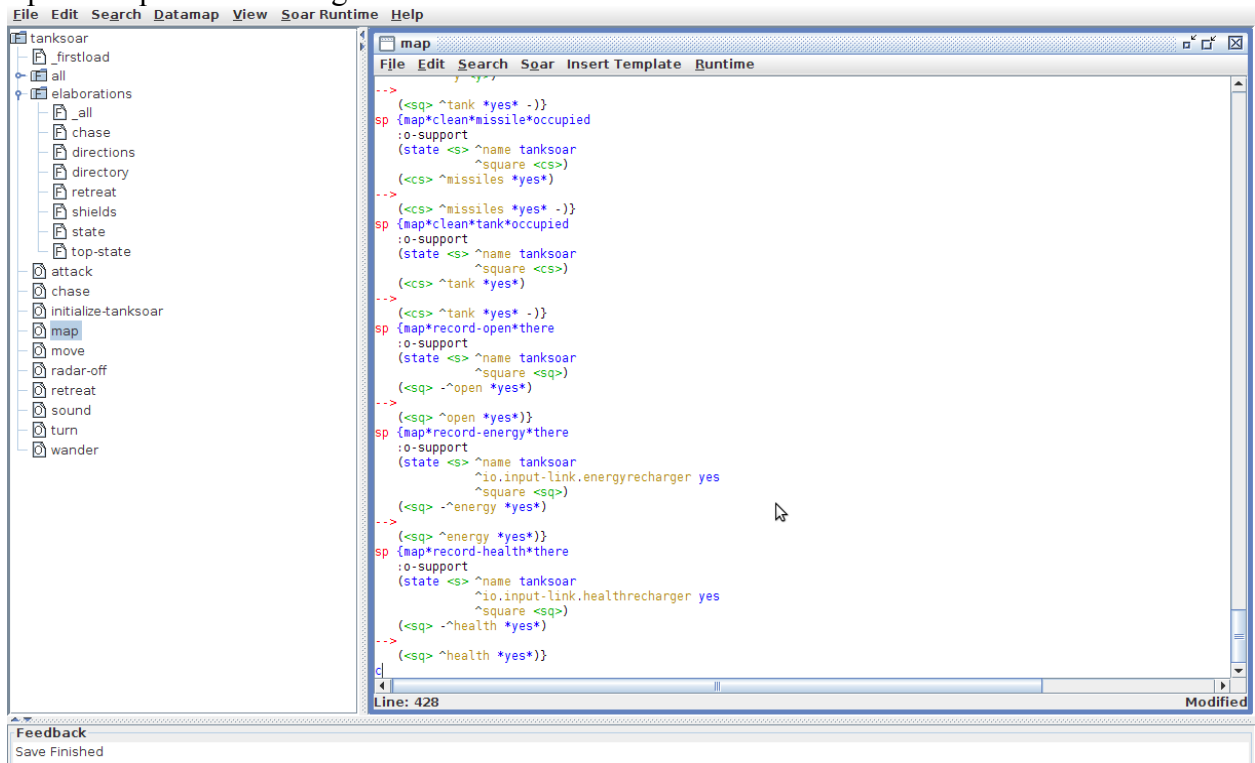 File Edit Search Datamap View Soar Runtime Help
tanksoar
_firstload
all
elaborations
_all
chase
directions
directory
retreat
shields
state
top-state
attack
chase
initialize-tanksoar
map
move
radar-off
retreat
sound
turn
wander
map
File Edit Search Soar Insert Template Runtime
-->
(<sq> ^tank *yes* -)}
sp {map*clean*missile*occupied
:o-support
(state <s> ^name tanksoar
^square <cs>)
(<cs> ^missiles *yes*)
-->
(<cs> ^missiles *yes* -)}
sp {map*clean*tank*occupied
:o-support
(state <s> ^name tanksoar
^square <cs>)
(<cs> ^tank *yes*)
-->
(<cs> ^tank *yes* -)}
sp {map*record-open*there
:o-support
(state <s> ^name tanksoar
^square <sq>)
(<sq> -^open *yes*)
-->
(<sq> ^open *yes*)}
sp {map*record-energy*there
:o-support
(state <s> ^name tanksoar
^io.input-link.energyrecharger yes
^square <sq>)
(<sq> -^energy *yes*)
-->
(<sq> ^energy *yes*)}
sp {map*record-health*there
:o-support
(state <s> ^name tanksoar
^io.input-link.healthrecharger yes
^square <sq>)
(<sq> -^health *yes*)
-->
(<sq> ^health *yes*)}
c
Line: 428 Modified
Feedback
Save Finished